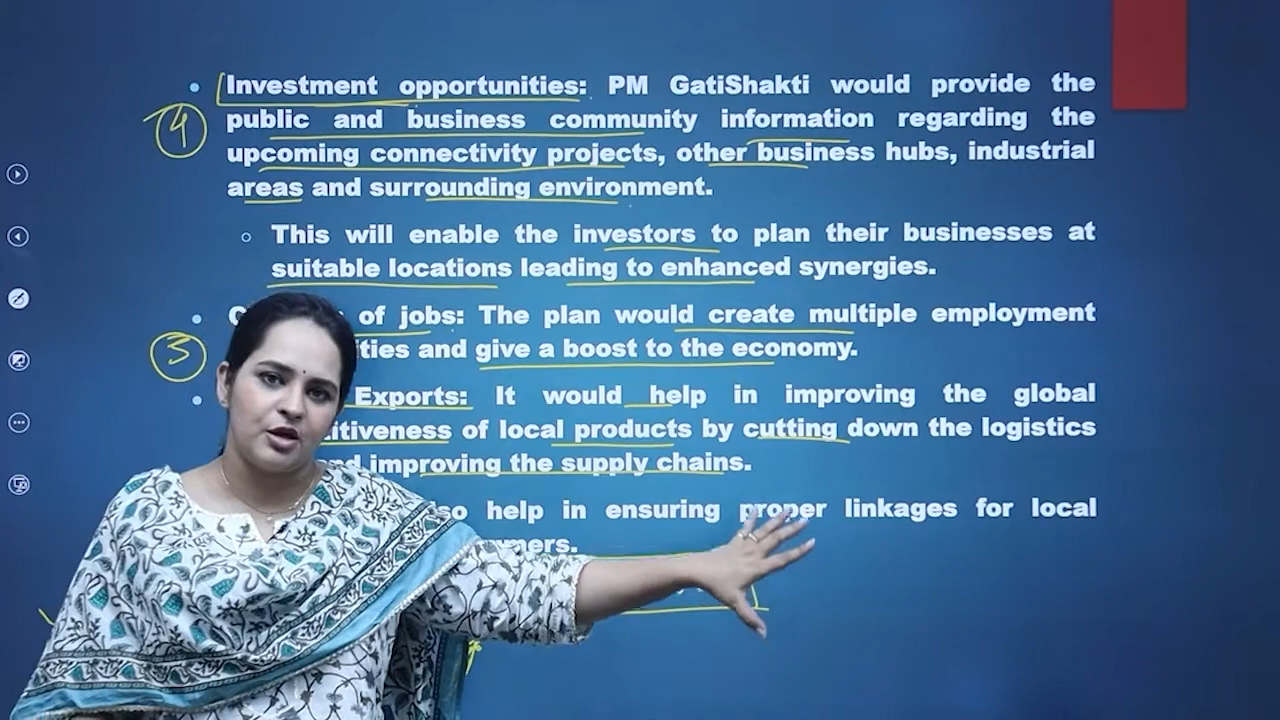 Investment opportunities: PM GatiShakti would provide the
public and business community information regarding the
upcoming connectivity projects, other business hubs, industrial
areas and surrounding environment.
This will enable the investors to plan their businesses at
suitable locations leading to enhanced synergies.
of jobs: The plan would create multiple employment
and give a boost to the economy.
Exports: It would help in improving the global
of local products by cutting down the logistics
improving the supply chains.
help in ensuring proper linkages for local
4
3